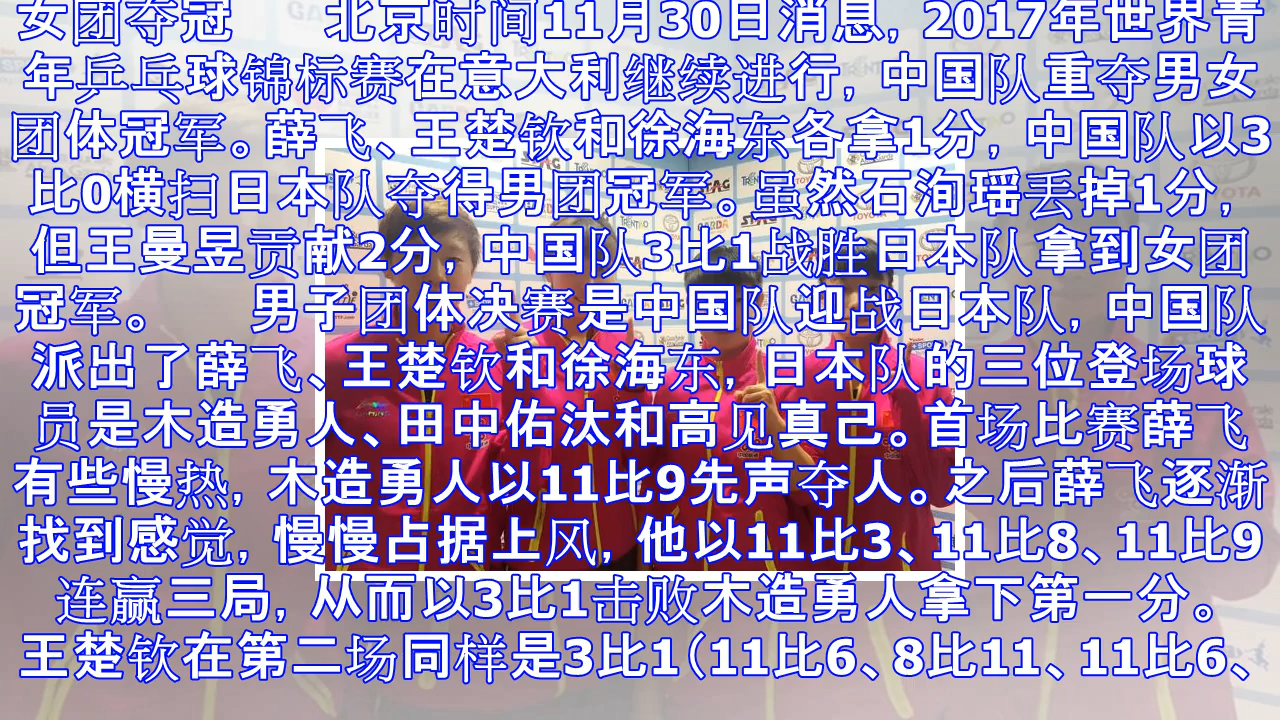 女团夺冠　　北京时间11月30日消息，2017年世界青
年乒乓球锦标赛在意大利继续进行，中国队重夺男女
团体冠军。薛飞、王楚钦和徐海东各拿1分，中国队以3
比0横扫日本队夺得男团冠军。虽然石洵瑶丢掉1分，
但王曼昱贡献2分，中国队3比1战胜日本队拿到女团
冠军。　　男子团体决赛是中国队迎战日本队，中国队
派出了薛飞、王楚钦和徐海东，日本队的三位登场球
员是木造勇人、田中佑汰和高见真己。首场比赛薛飞
有些慢热，木造勇人以11比9先声夺人。之后薛飞逐渐
找到感觉，慢慢占据上风，他以11比3、11比8、11比9
连赢三局，从而以3比1击败木造勇人拿下第一分。
王楚钦在第二场同样是3比1（11比6、8比11、11比6、